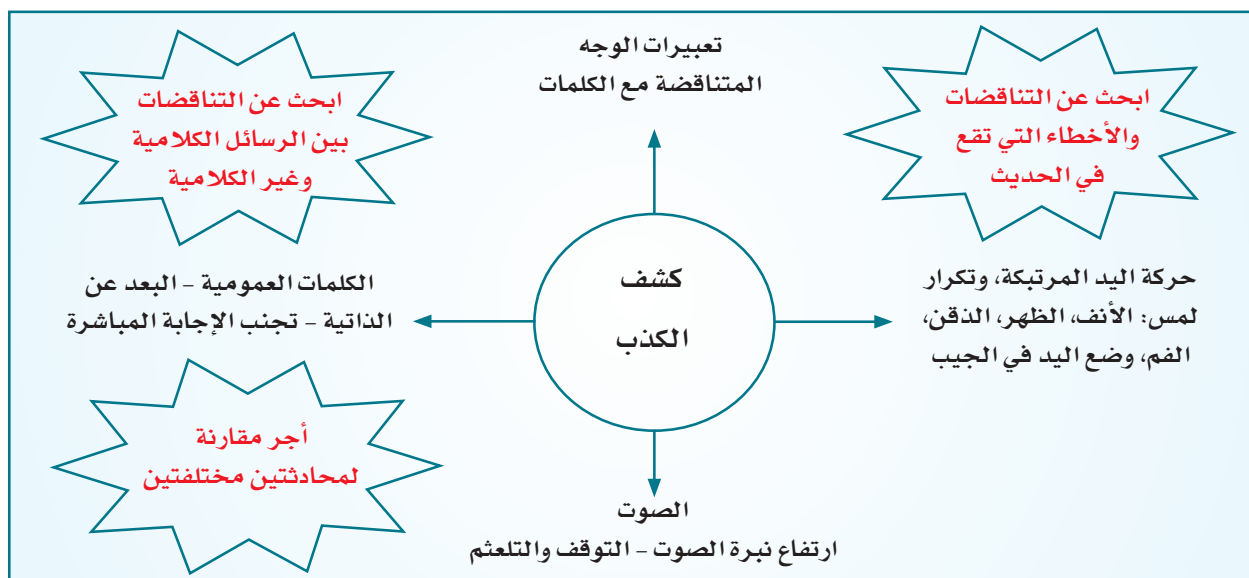 تعبيرات الوجه
المتناقضة مع الكلمات
ابحث عن التناقضات
والأخطاء التي تقع
في الحديث
ابحث عن التناقضات
بين الرسائل الكلامية
وغير الكلامية
حركة اليد المرتبكة، وتكرار
لمس: الأنف، الظهر، الذقن،
الفم، وضع اليد في الجيب
كشف
الكذب
الكلمات العمومية – البعد عن
الذاتية – تجنب الإجابة المباشرة
أجر مقارنة
لمحادثتين مختلفتين
الصوت
ارتفاع نبرة الصوت – التوقف والتلعثم